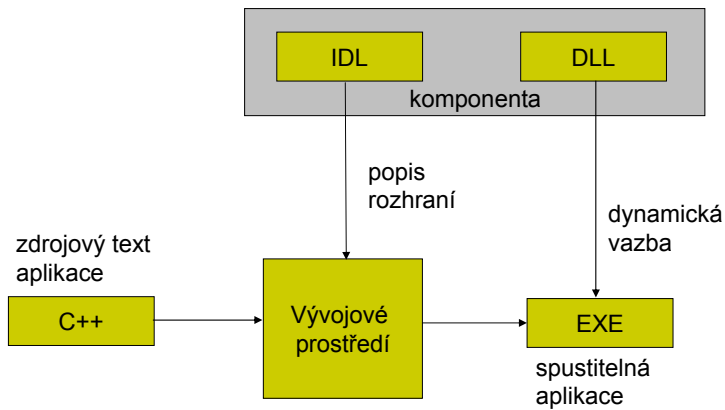 IDL
DLL
komponenta
popis
rozhraní
dynamická
vazba
zdrojový text
aplikace
C++
Vývojové
prostředí
EXE
spustitelná
aplikace